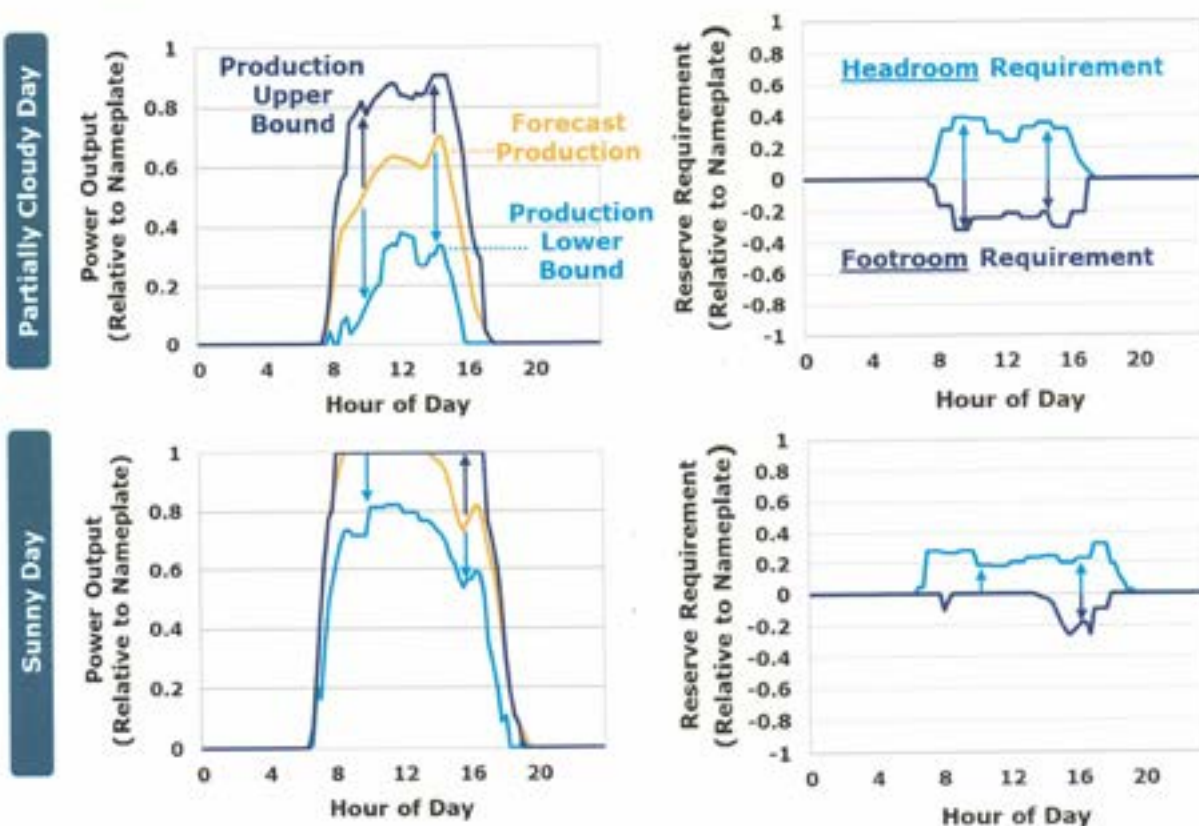 Partially Cloudy Day
Power Output
(Relative to Nameplate)
1
0.8
0.6
0.4
0.2
0
Production
Upper
Bound
Forecast
Production
Production
Lower
Bound
0 4 8 12 16 20
Hour of Day
Reserve Requirement
(Relative to Nameplate)
1
0.8
0.6
0.4
0.2
0
-0.2
-0.4
-0.6
-0.8
-1
Headroom Requirement
Footroom Requirement
0 4 8 12 16 20
Hour of Day
Sunny Day
Power Output
(Relative to Nameplate)
1
0.8
0.6
0.4
0.2
0
0 4 8 12 16 20
Hour of Day
Reserve Requirement
(Relative to Nameplate)
1
0.8
0.6
0.4
0.2
0
-0.2
-0.4
-0.6
-0.8
-1
0 4 8 12 16 20
Hour of Day